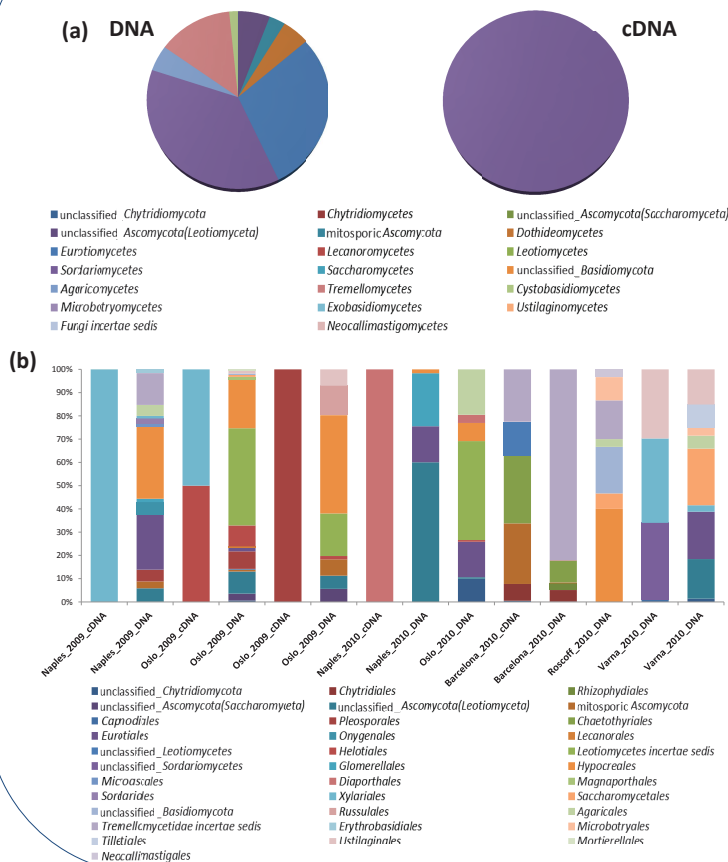 (a) DNA cDNA
unclassified_Chytridiomycota Chytridiomycetes unclassified_Ascomycota(Saccharomyceta)
unclassified_Ascomycota(Leotiomyceta) mitosporic Ascomycota Dothideomycetes
Eurotiomycetes Lecanoromycetes Leotiomycetes
Sordariomycetes Saccharomycetes unclassified_Basidiomycota
Agaricomycetes Tremellomycetes Cystobasidiomycetes
Microbotryomycetes Exobasidiomycetes Ustilaginomycetes
Fungi incertae sedis Neocallimastigomycetes
(b)
100%
90%
80%
70%
60%
50%
40%
30%
20%
10%
0%
Naples_2009_cDNA Naples_2009_DNA Oslo_2009_cDNA Oslo_2009_DNA Oslo_2009_cDNA Oslo_2009_DNA Naples_2010_cDNA Naples_2010_DNA Oslo_2010_DNA Barcelona_2010_cDNA Barcelona_2010_DNA Roscoff_2010_DNA Varna_2010_DNA Varna_2010_DNA
unclassified_Chytridiomycota Chytridiales Rhizophydiales
unclassified_Ascomycota(Saccharomyceta) unclassified_Ascomycota(Leotiomyceta) mitosporic Ascomycota
Capnodiales Pleosporales Chaetothyriales
Eurotiales Onygenales Lecanorales
unclassified_Leotiomycetes Helotiales Leotiomycetes incertae sedis
unclassified_Sordariomycetes Glomerellales Hypocreales
Microascales Diaporthales Magnaporthales
Sordariales Xylariales Saccharomycetales
unclassified_Basidiomycota Russulales Agaricales
Tremellomycetidae incertae sedis Erythrobasidiales Microbotryales
Tilletiales Ustilaginales Mortierellales
Neocallimastigales